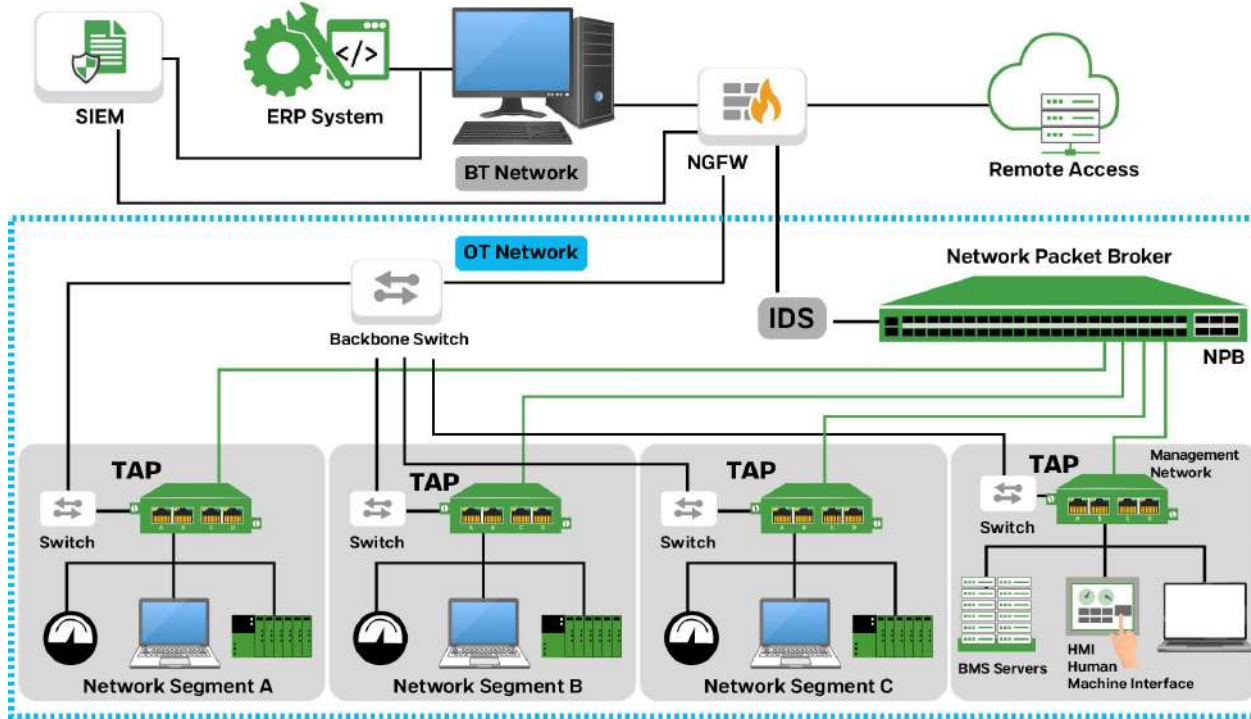 SIEM
ERP System
</>
BT Network
NGFW
Remote Access
OT Network
Backbone Switch
IDS
Network Packet Broker
NPB
TAP
Switch
A B C D
Network Segment A
TAP
Switch
A B C D
Network Segment B
TAP
Switch
A B C D
Network Segment C
TAP
Management
Network
Switch
A B C D
BMS Servers
HMI
Human
Machine Interface